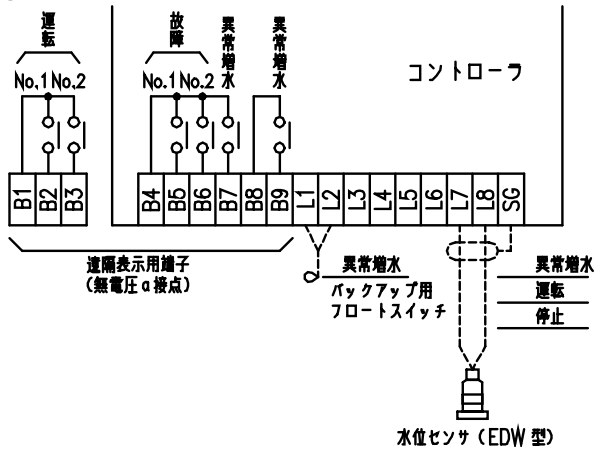 運転
故障
異常増水
異常増水
No.1 No.2
No.1 No.2
コントローラ
B1 B2 B3
B4 B5 B6 B7 B8 B9 L1 L2 L3 L4 L5 L6 L7 L8 SG
遠隔表示用端子
(無電圧a接点)
異常増水
バックアップ用
フロートスイッチ
異常増水
運転
停止
水位センサ(EDW型)